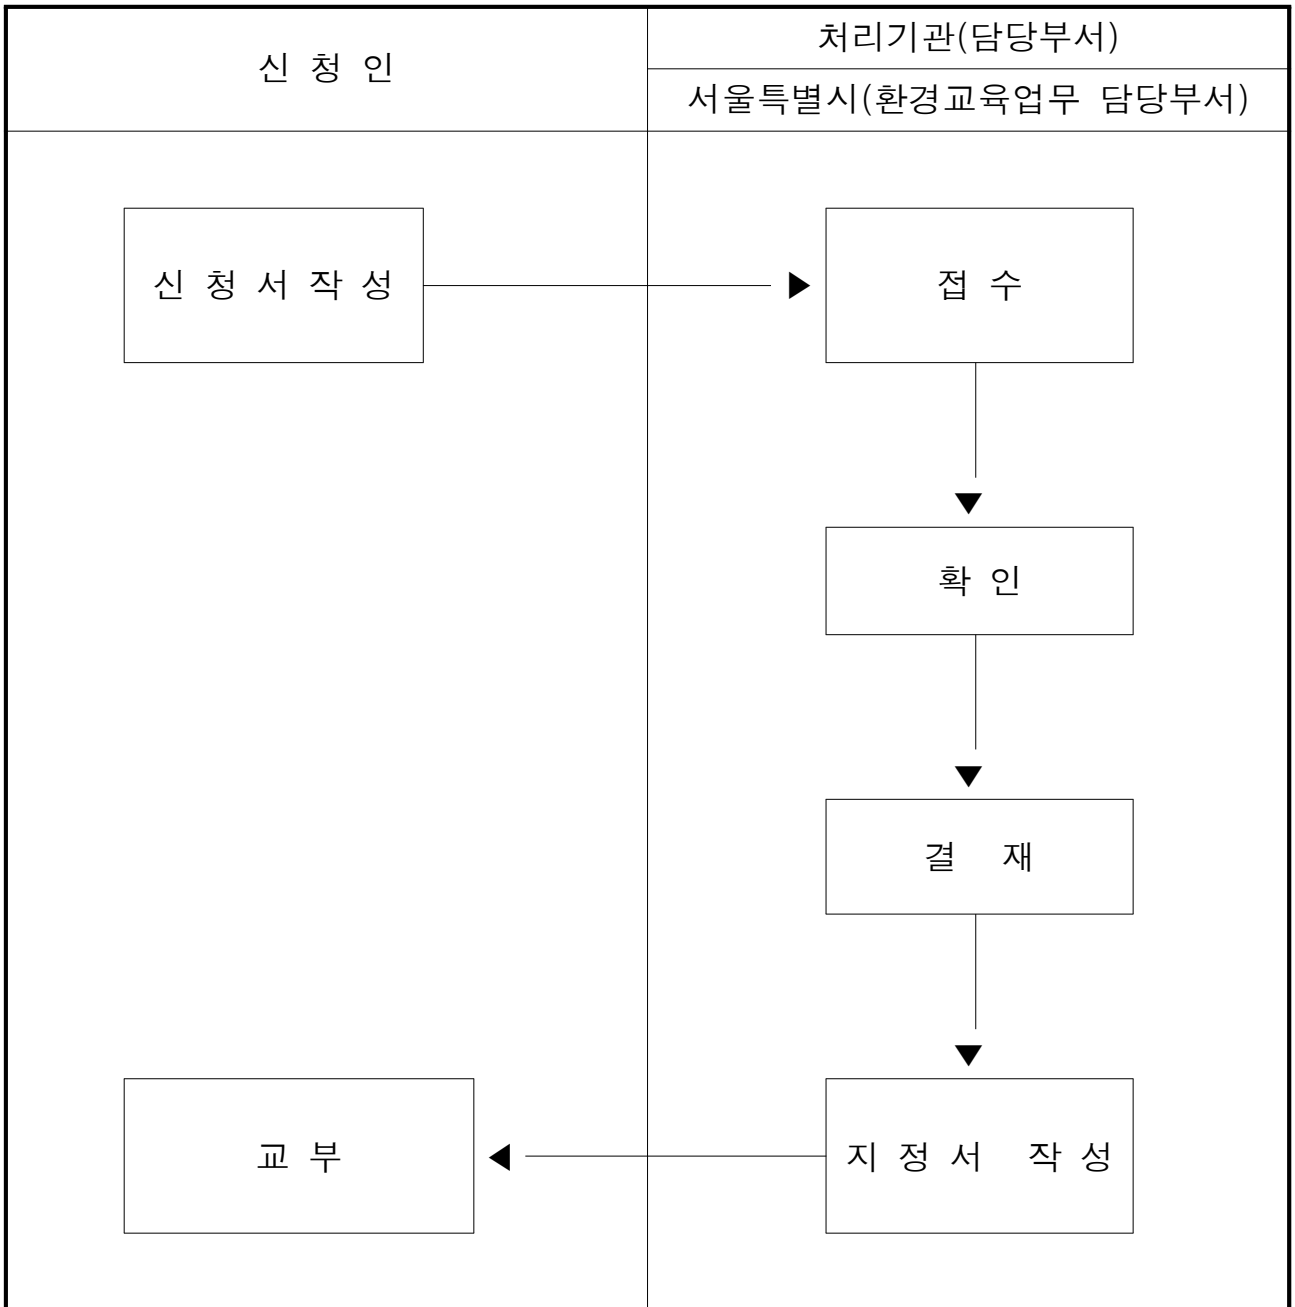 신 청 인
처리기관(담당부서)
서울특별시(환경교육업무 담당부서)
신 청 서 작 성
접 수
확 인
결 재
교 부
지 정 서 작 성